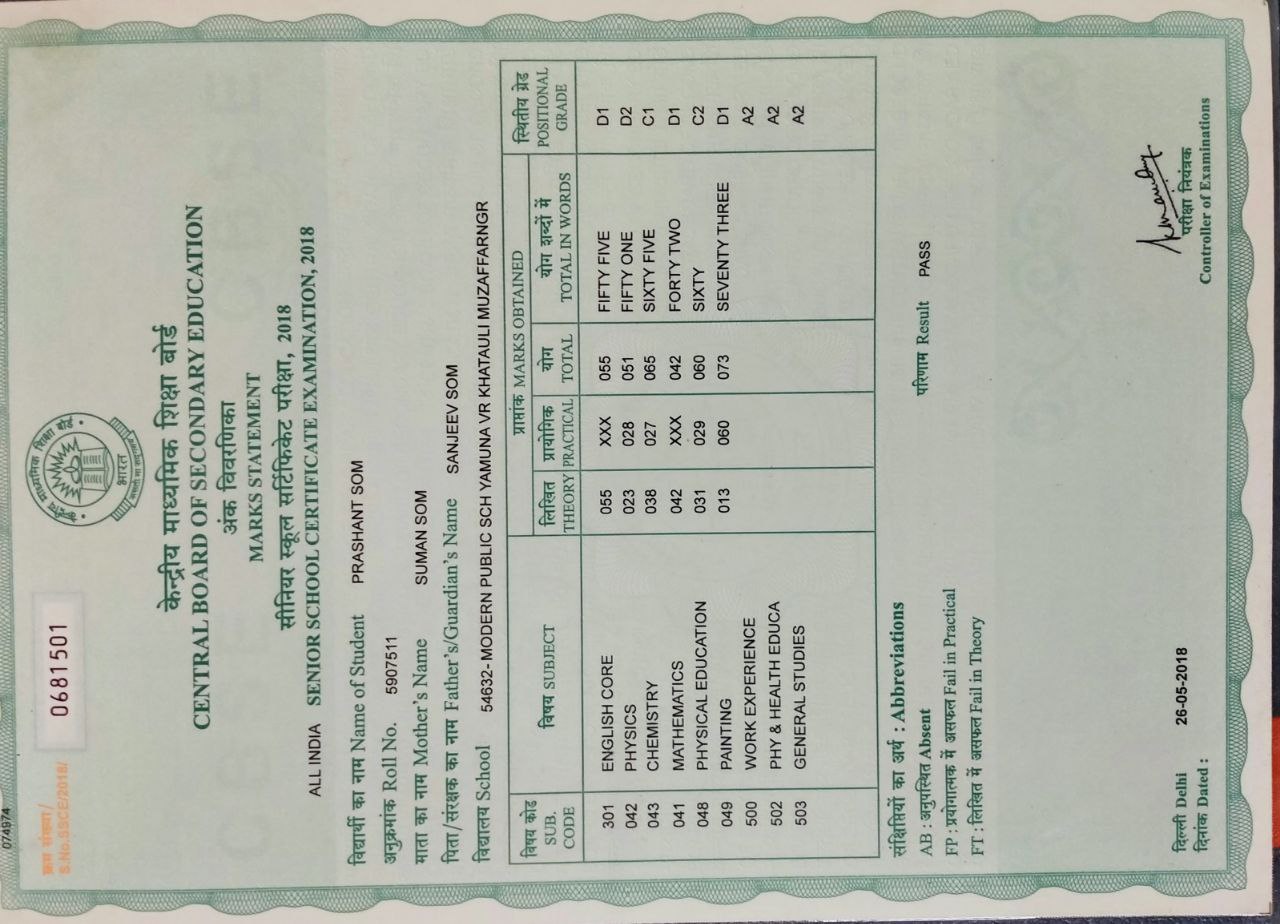 074974
क्रम संख्या/
S.No.SSCE/2018/
0681501
केन्द्रीय माध्यमिक शिक्षा बोर्ड
भारत
केन्द्रीय माध्यमिक शिक्षा बोर्ड
CENTRAL BOARD OF SECONDARY EDUCATION
अंक विवरणिका
MARKS STATEMENT
सीनियर स्कूल सर्टिफिकेट परीक्षा, 2018
ALL INDIA SENIOR SCHOOL CERTIFICATE EXAMINATION, 2018
विद्यार्थी का नाम Name of Student PRASHANT SOM
अनुक्रमांक Roll No. 5907511
माता का नाम Mother's Name SUMAN SOM
पिता/संरक्षक का नाम Father's/Guardian's Name SANJEEV SOM
विद्यालय School 54632- MODERN PUBLIC SCH YAMUNA VR KHATAULI MUZAFFARNGR
विषय कोड SUB. CODE विषय SUBJECT प्राप्तांक MARKS OBTAINED स्थितीय ग्रेड POSITIONAL GRADE
लिखित THEORY प्रायोगिक PRACTICAL योग TOTAL योग शब्दों में TOTAL IN WORDS
301 ENGLISH CORE 055 XXX 055 FIFTY FIVE D1
042 PHYSICS 023 028 051 FIFTY ONE D2
043 CHEMISTRY 038 027 065 SIXTY FIVE C1
041 MATHEMATICS 042 XXX 042 FORTY TWO D1
048 PHYSICAL EDUCATION 031 029 060 SIXTY C2
049 PAINTING 013 060 073 SEVENTY THREE D1
500 WORK EXPERIENCE A2
502 PHY & HEALTH EDUCA A2
503 GENERAL STUDIES A2
संक्षिप्तियों का अर्थ : Abbreviations
AB : अनुपस्थित Absent परिणाम Result PASS
FP : प्रयोगात्मक में असफल Fail in Practical
FT : लिखित में असफल Fail in Theory
दिल्ली Delhi
दिनांक Dated : 26-05-2018
परीक्षा नियंत्रक
Controller of Examinations